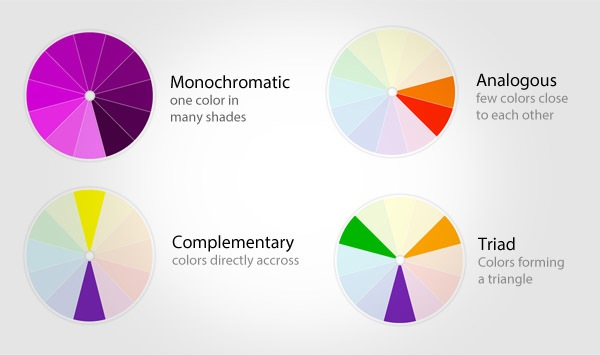 Monochromatic
one color in
many shades
Analogous
few colors close
to each other
Complementary
colors directly accross
Triad
Colors forming
a triangle